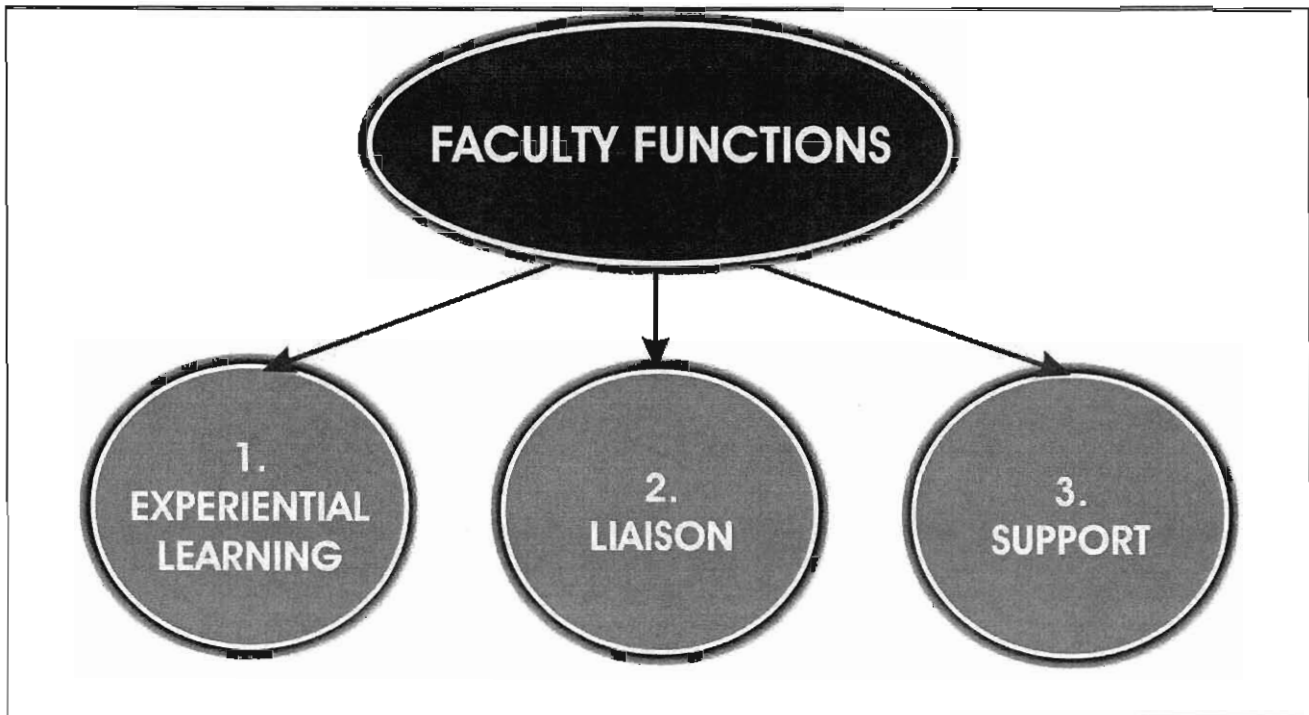 FACULTY FUNCTIONS
1.
EXPERIENTIAL
LEARNING
2.
LIAISON
3.
SUPPORT